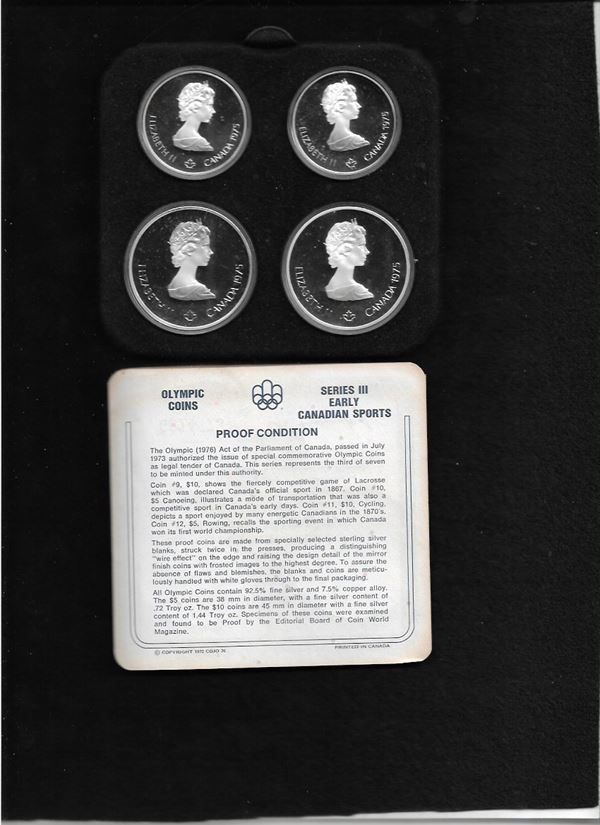 ELIZABETH II CANADA 1975
ELIZABETH II CANADA 1975
ELIZABETH II CANADA 1975
ELIZABETH II CANADA 1975
OLYMPIC
COINS
SERIES III
EARLY
CANADIAN SPORTS
PROOF CONDITION
The Olympic (1976) Act of the Parliament of Canada, passed in July
1973 authorized the issue of special commemorative Olympic Coins
as legal tender of Canada. This series represents the third of seven
to be minted under this authority.
Coin #9, $10, shows the fiercely competitive game of Lacrosse
which was declared Canada's official sport in 1867. Coin #10,
$5 Canoeing, illustrates a mode of transportation that was also a
competitive sport in Canada's early days. Coin #11, $10, Cycling,
depicts a sport enjoyed by many energetic Canadians in the 1870's.
Coin #12, $5, Rowing, recalls the sporting event in which Canada
won its first world championship.
These proof coins are made from specially selected sterling silver
blanks, struck twice in the presses, producing a distinguishing
"wire effect" on the edge and raising the design detail of the mirror
finish coins with frosted images to the highest degree. To assure the
absence of flaws and blemishes, the blanks and coins are meticu-
lously handled with white gloves through to the final packaging.
All Olympic Coins contain 92.5% fine silver and 7.5% copper alloy.
The $5 coins are 38 mm in diameter, with a fine silver content of
.72 Troy oz. The $10 coins are 45 mm in diameter with a fine silver
content of 1.44 Troy oz. Specimens of these coins were examined
and found to be Proof by the Editorial Board of Coin World
Magazine.
© COPYRIGHT 1972 COJO 76
PRINTED IN CANADA